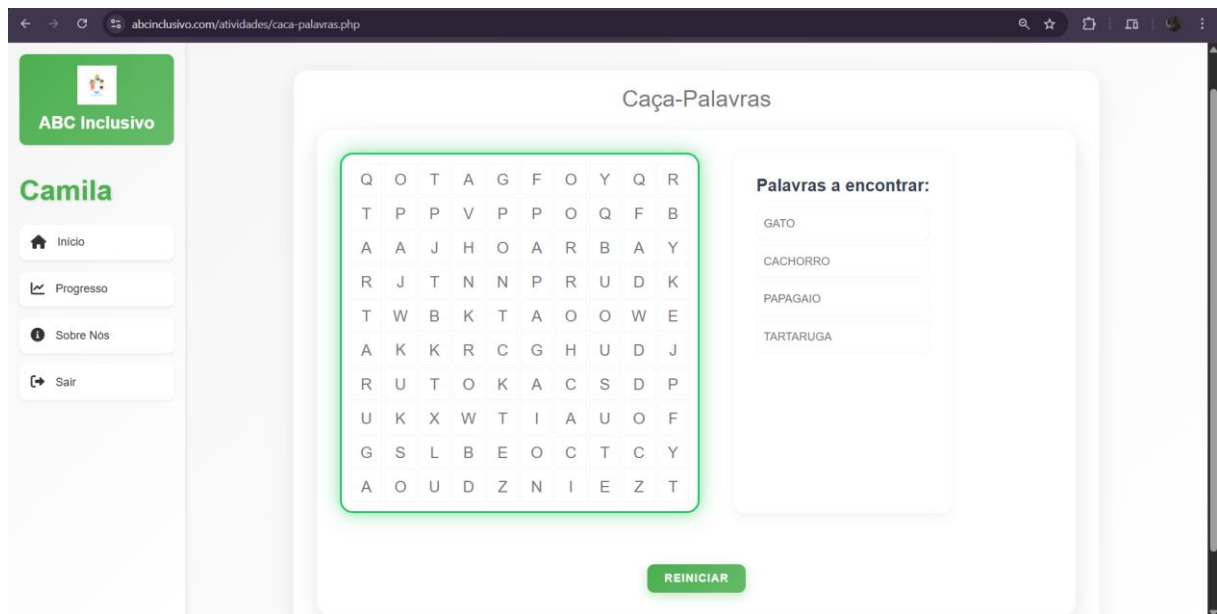 abcinclusivo.com/atividades/caca-palavras.php
ABC Inclusivo
Camila
Início
Progresso
Sobre Nós
Sair
Caça-Palavras
Q O T A G F O Y Q R
T P P V P P O Q F B
A A J H O A R B A Y
R J T N N P R U D K
T W B K T A O O W E
A K K R C G H U D J
R U T O K A C S D P
U K X W T I A U O F
G S L B E O C T C Y
A O U D Z N I E Z T
Palavras a encontrar:
GATO
CACHORRO
PAPAGAIO
TARTARUGA
REINICIAR